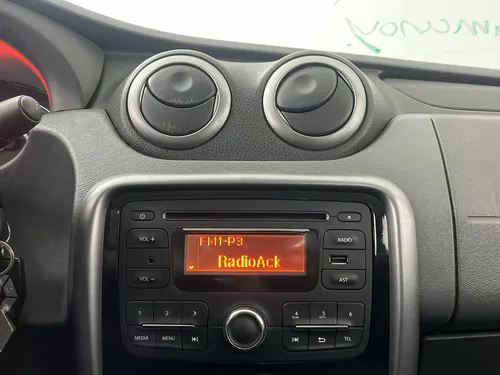 FM1-P3
RadioAck
VOL +
RADIO
VOL −
AST
1 2 3
4 5 6
MEDIA MENU TEL